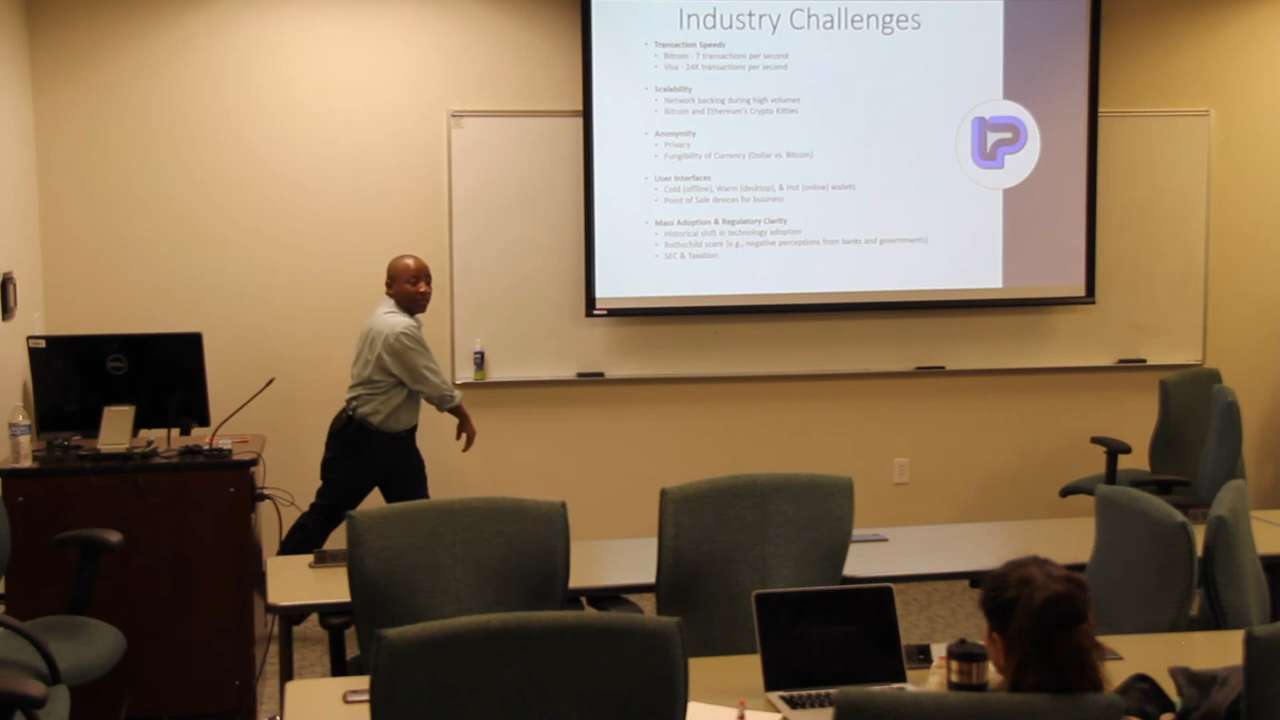 Industry Challenges
• Transaction Speeds
• Bitcoin - 7 transactions per second
• Visa - 24K transactions per second
• Scalability
• Network backlog during high volumes
• Bitcoin and Ethereum's Crypto Kitties
• Anonymity
• Privacy
• Fungibility of Currency (Dollar vs. Bitcoin)
• User Interfaces
• Cold (offline), Warm (desktop), & Hot (online) wallets
• Point of Sale devices for business
• Mass Adoption & Regulatory Clarity
• Historical shift in technology adoption
• Rothschild scare (e.g., negative perceptions from banks and governments)
• SEC & Taxation
DELL